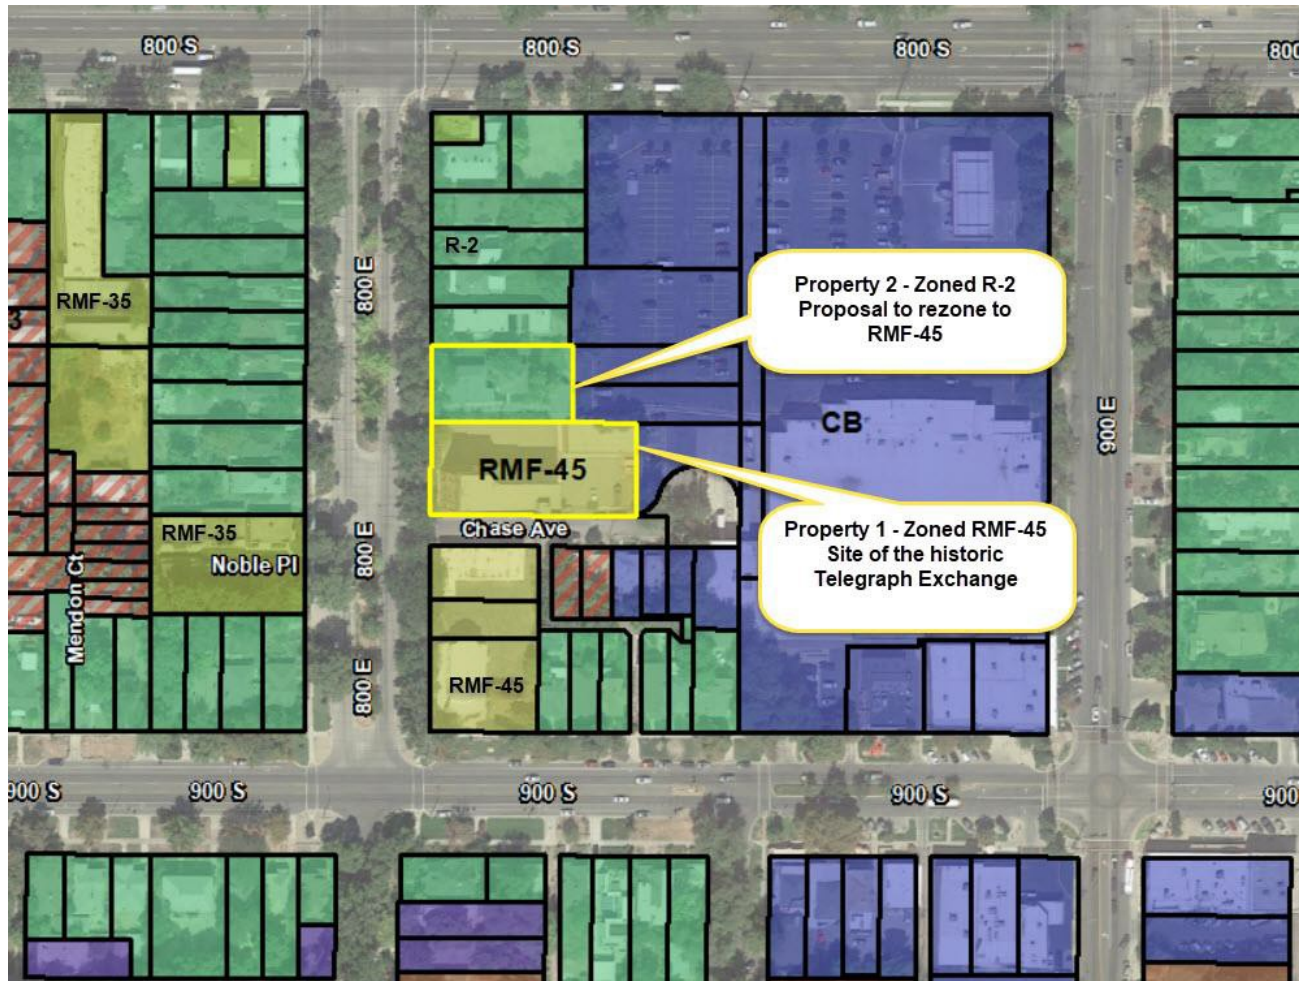 800 S
800 S
800 S
800
800 E
R-2
RMF-35
3
Property 2 - Zoned R-2
Proposal to rezone to
RMF-45
CB
900 E
RMF-45
Chase Ave
RMF-35
Noble Pl
800 E
Property 1 - Zoned RMF-45
Site of the historic
Telegraph Exchange
Mendon Ct
800 E
RMF-45
900 S
900 S
900 S
900 S
900